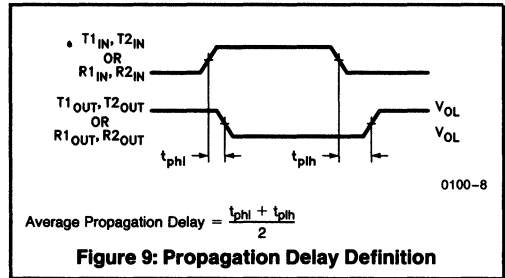 T1IN, T2IN
OR
R1IN, R2IN
T1OUT, T2OUT
OR
R1OUT, R2OUT
VOL
VOL
tphl
tplh
0100–8
Average Propagation Delay = tphl + tplh
2
Figure 9: Propagation Delay Definition